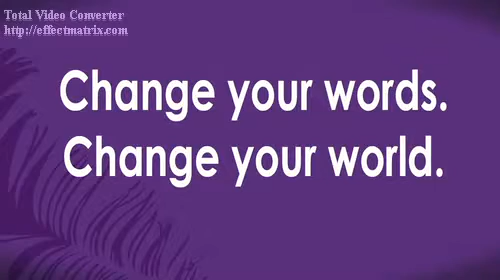 Total Video Converter
http://effectmatrix.com
Change your words.
Change your world.